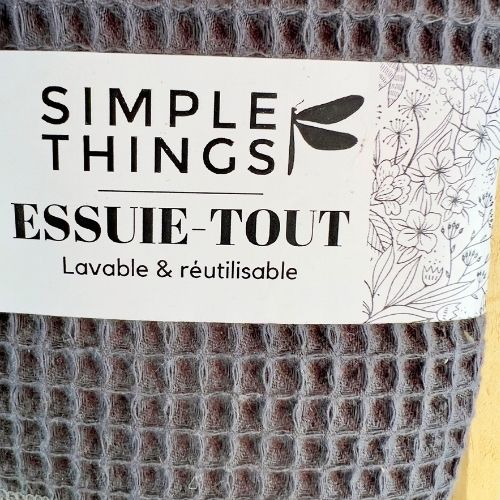 SIMPLE
THINGS
ESSUIE-TOUT
Lavable & réutilisable